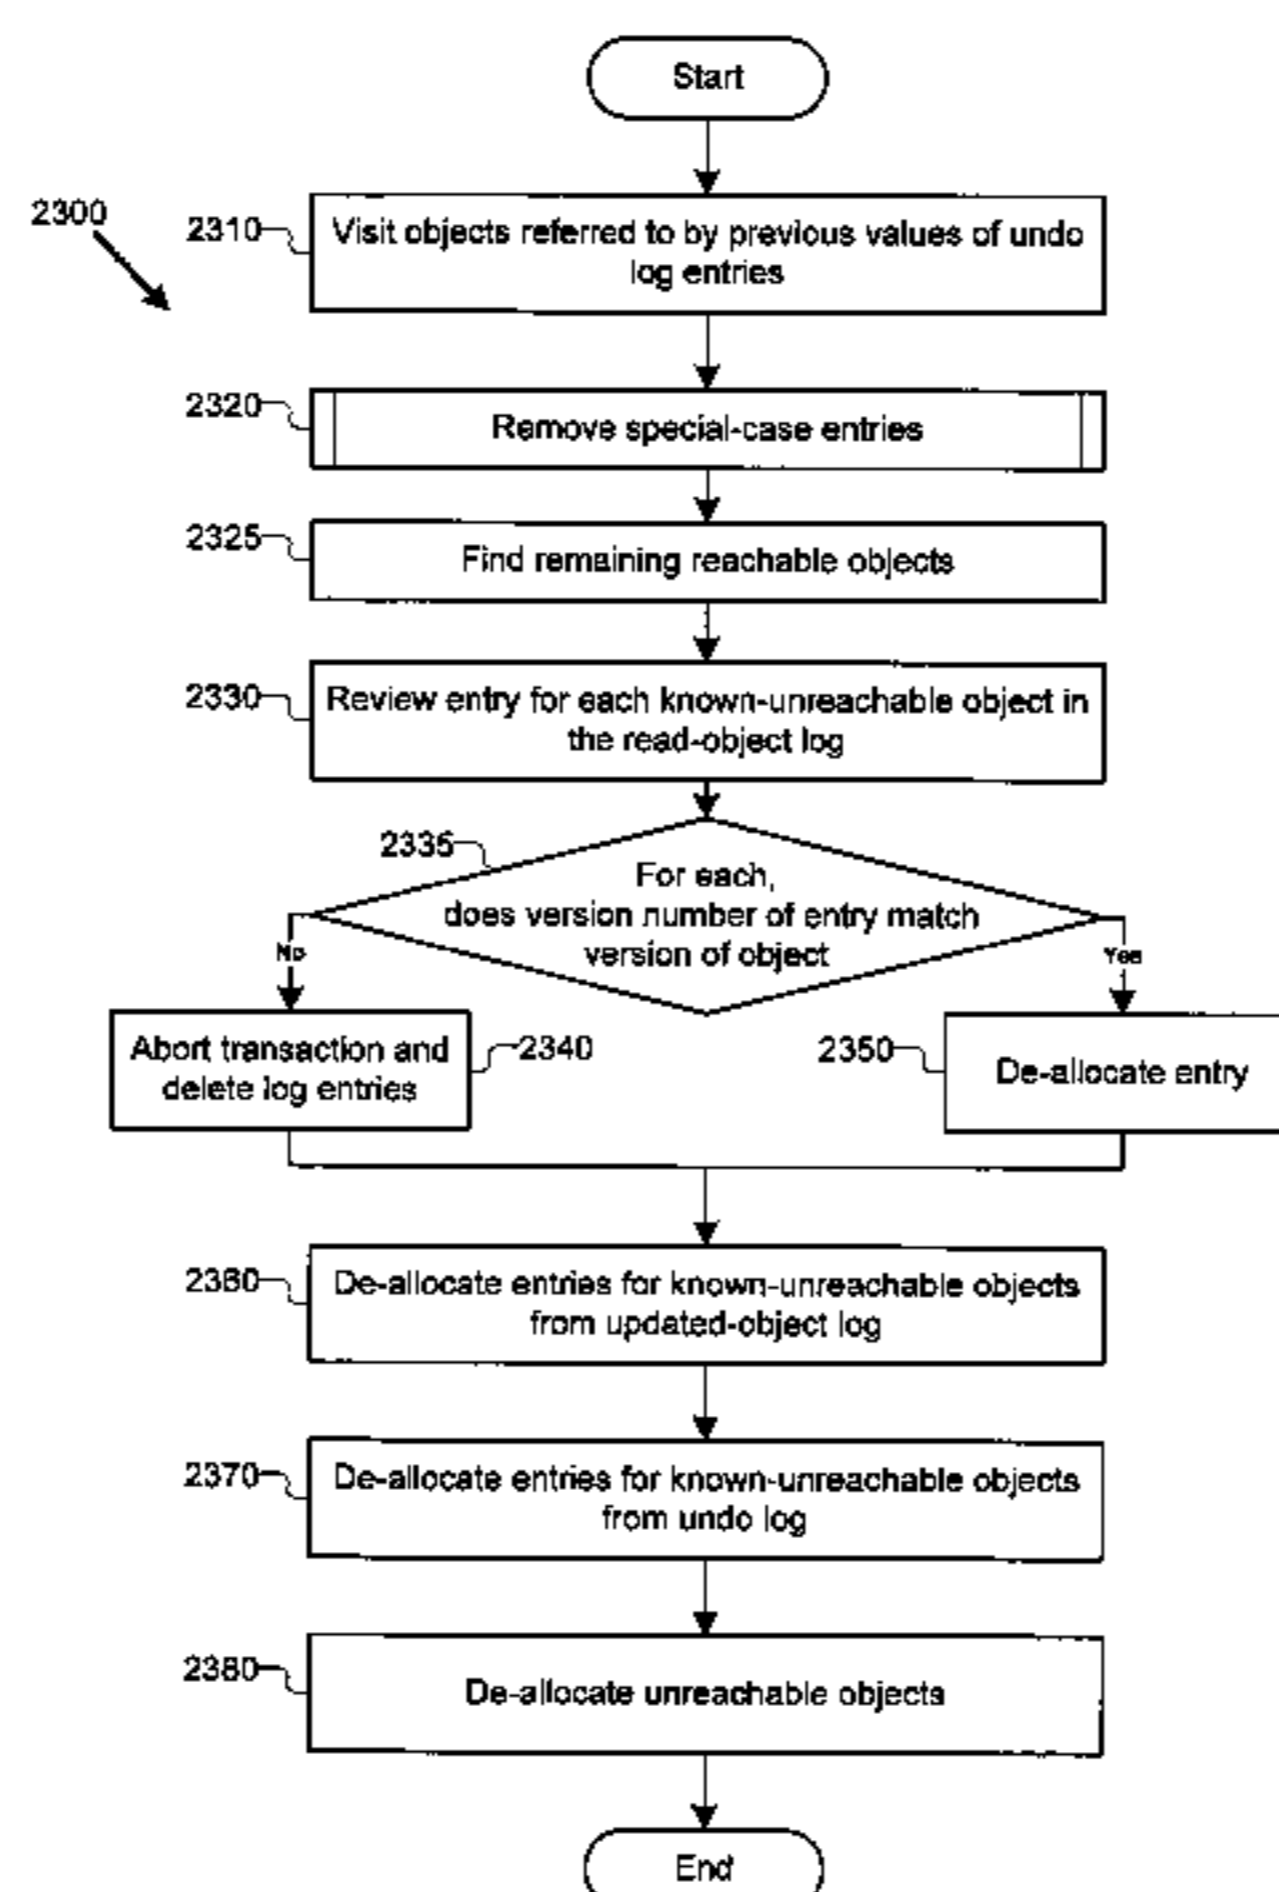 Start
2300
2310
Visit objects referred to by previous values of undo
log entries
2320
Remove special-case entries
2325
Find remaining reachable objects
2330
Review entry for each known-unreachable object in
the read-object log
2335
For each,
does version number of entry match
version of object
No
Yes
Abort transaction and
delete log entries
2340
2350
De-allocate entry
2360
De-allocate entries for known-unreachable objects
from updated-object log
2370
De-allocate entries for known-unreachable objects
from undo log
2380
De-allocate unreachable objects
End